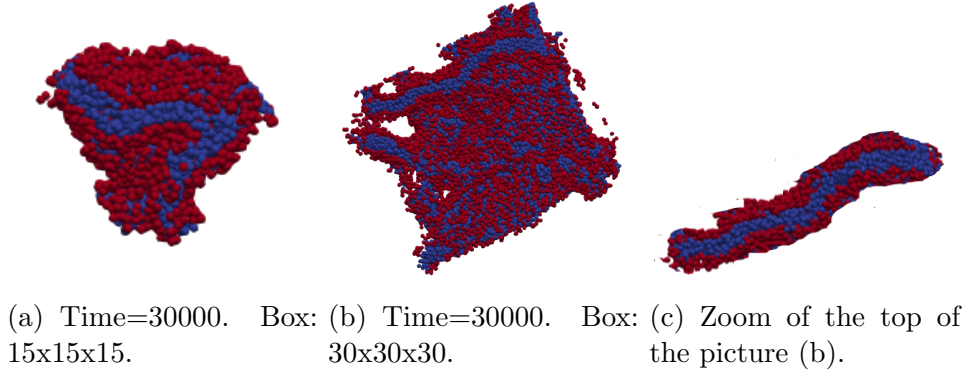 (a) Time=30000. Box:
15x15x15.
(b) Time=30000. Box:
30x30x30.
(c) Zoom of the top of
the picture (b).